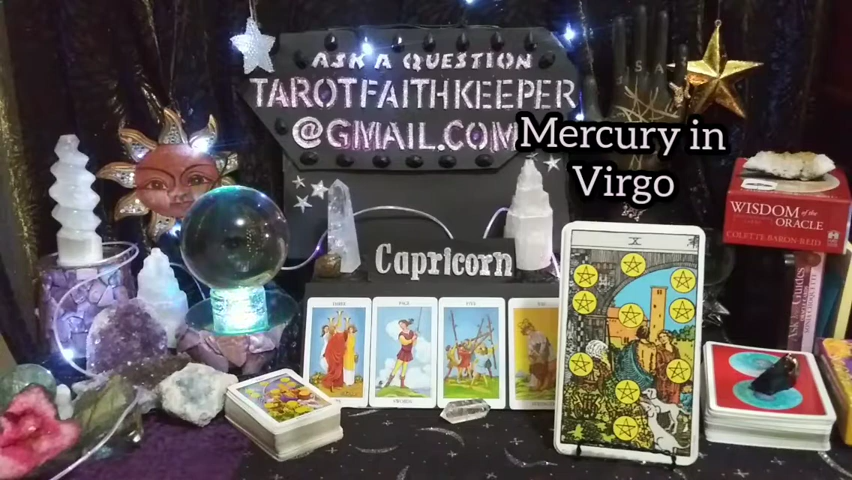 ASK A QUESTION
TAROTFAITHKEEPER
@GMAIL.COM
Mercury in
Virgo
Capricorn
X
WISDOM of the
ORACLE
COLETTE BARON-REID